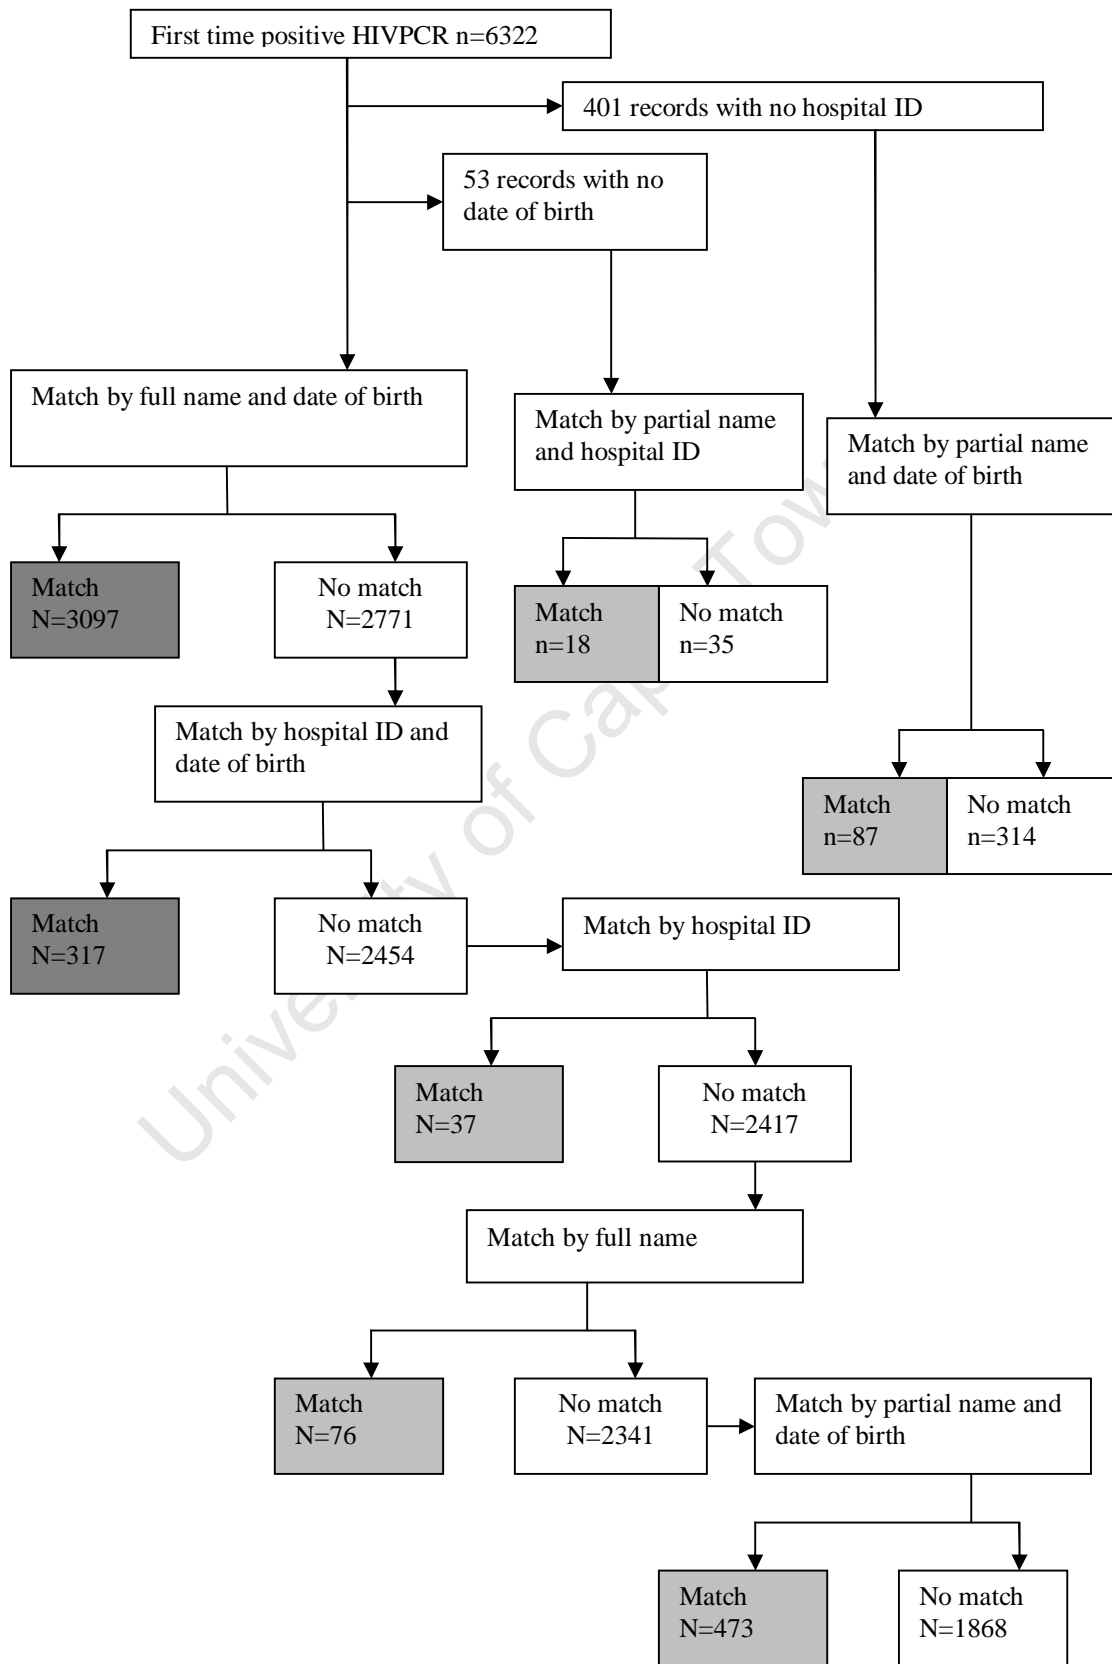 First time positive HIVPCR n=6322
401 records with no hospital ID
53 records with no
date of birth
Match by full name and date of birth
Match by partial name
and hospital ID
Match by partial name
and date of birth
Match
N=3097
No match
N=2771
Match
n=18
No match
n=35
Match by hospital ID and
date of birth
Match
n=87
No match
n=314
Match
N=317
No match
N=2454
Match by hospital ID
Match
N=37
No match
N=2417
Match by full name
Match
N=76
No match
N=2341
Match by partial name and
date of birth
Match
N=473
No match
N=1868
University of Cape Town